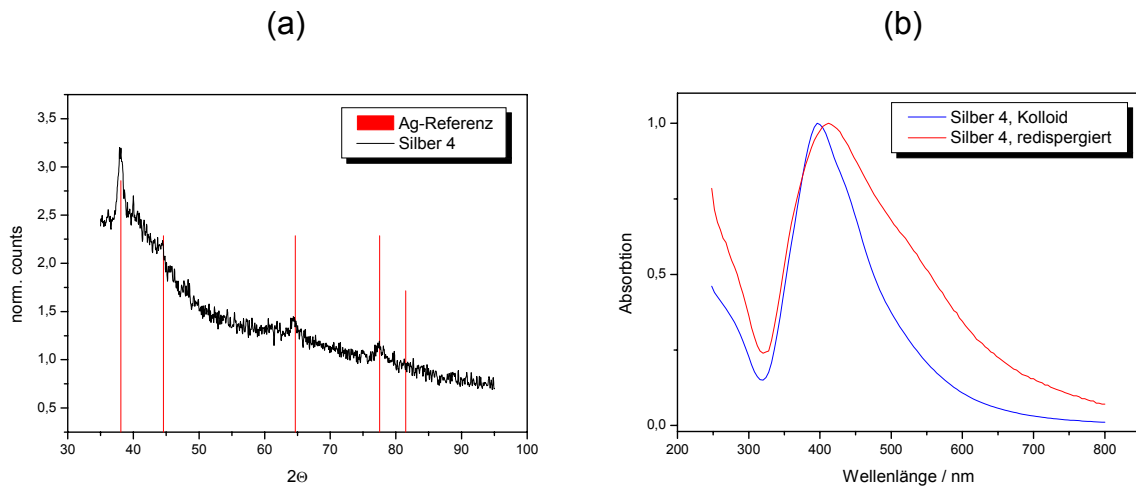 (a)
(b)
3,5
3,0
2,5
2,0
1,5
1,0
0,5
norm. counts
Ag-Referenz
Silber 4
30 40 50 60 70 80 90 100
2Θ
1,0
0,5
0,0
Absorbtion
Silber 4, Kolloid
Silber 4, redispergiert
200 300 400 500 600 700 800
Wellenlänge / nm